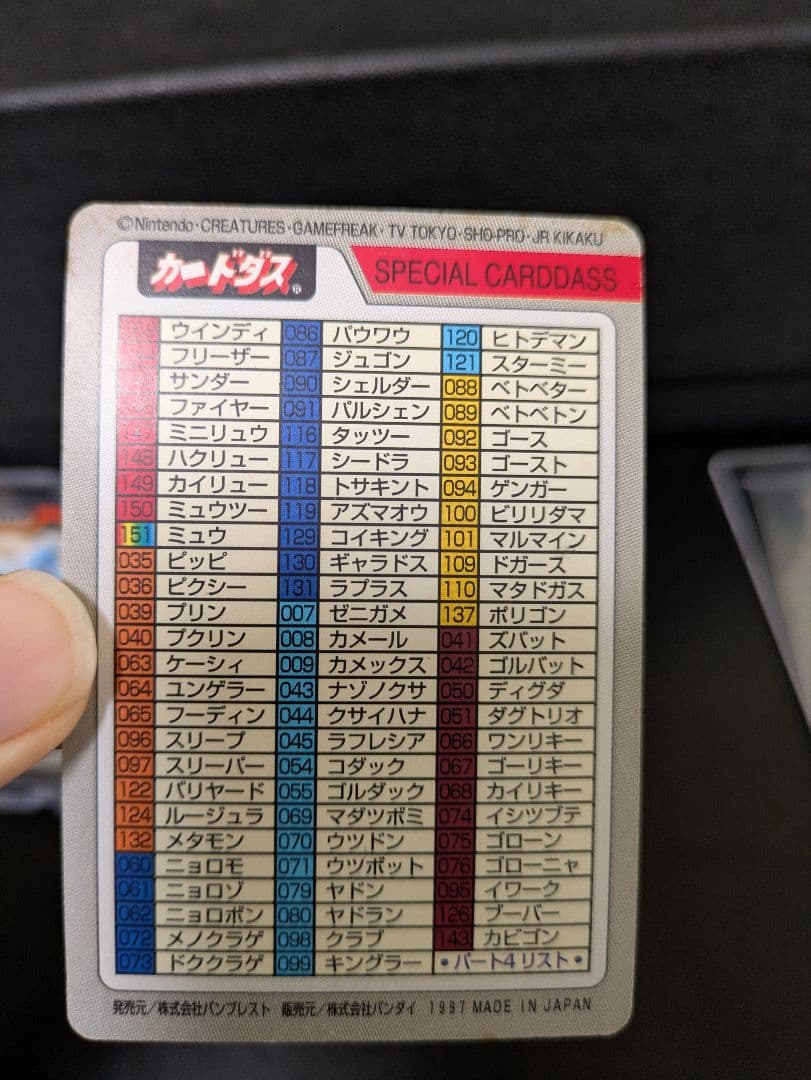 ©Nintendo・CREATURES・GAMEFREAK・TV TOKYO・SHO-PRO・JR KIKAKU
カードダス® SPECIAL CARDDASS
ウインディ 086 パウワウ 120 ヒトデマン
フリーザー 087 ジュゴン 121 スターミー
サンダー 090 シェルダー 088 ベトベター
ファイヤー 091 パルシェン 089 ベトベトン
ミニリュウ 116 タッツー 092 ゴース
148 ハクリュー 117 シードラ 093 ゴースト
149 カイリュー 118 トサキント 094 ゲンガー
150 ミュウツー 119 アズマオウ 100 ビリリダマ
151 ミュウ 129 コイキング 101 マルマイン
035 ピッピ 130 ギャラドス 109 ドガース
036 ピクシー 131 ラプラス 110 マタドガス
039 プリン 007 ゼニガメ 137 ポリゴン
040 プクリン 008 カメール 041 ズバット
063 ケーシィ 009 カメックス 042 ゴルバット
064 ユンゲラー 043 ナゾノクサ 050 ディグダ
065 フーディン 044 クサイハナ 051 ダグトリオ
096 スリープ 045 ラフレシア 066 ワンリキー
097 スリーパー 054 コダック 067 ゴーリキー
122 バリヤード 055 ゴルダック 068 カイリキー
124 ルージュラ 069 マダツボミ 074 イシツブテ
132 メタモン 070 ウツドン 075 ゴローン
060 ニョロモ 071 ウツボット 076 ゴローニャ
061 ニョロゾ 079 ヤドン 095 イワーク
062 ニョロボン 080 ヤドラン 126 ブーバー
072 メノクラゲ 098 クラブ 143 カビゴン
073 ドククラゲ 099 キングラー •パート4リスト•
発売元/株式会社バンプレスト 販売元/株式会社バンダイ 1997 MADE IN JAPAN